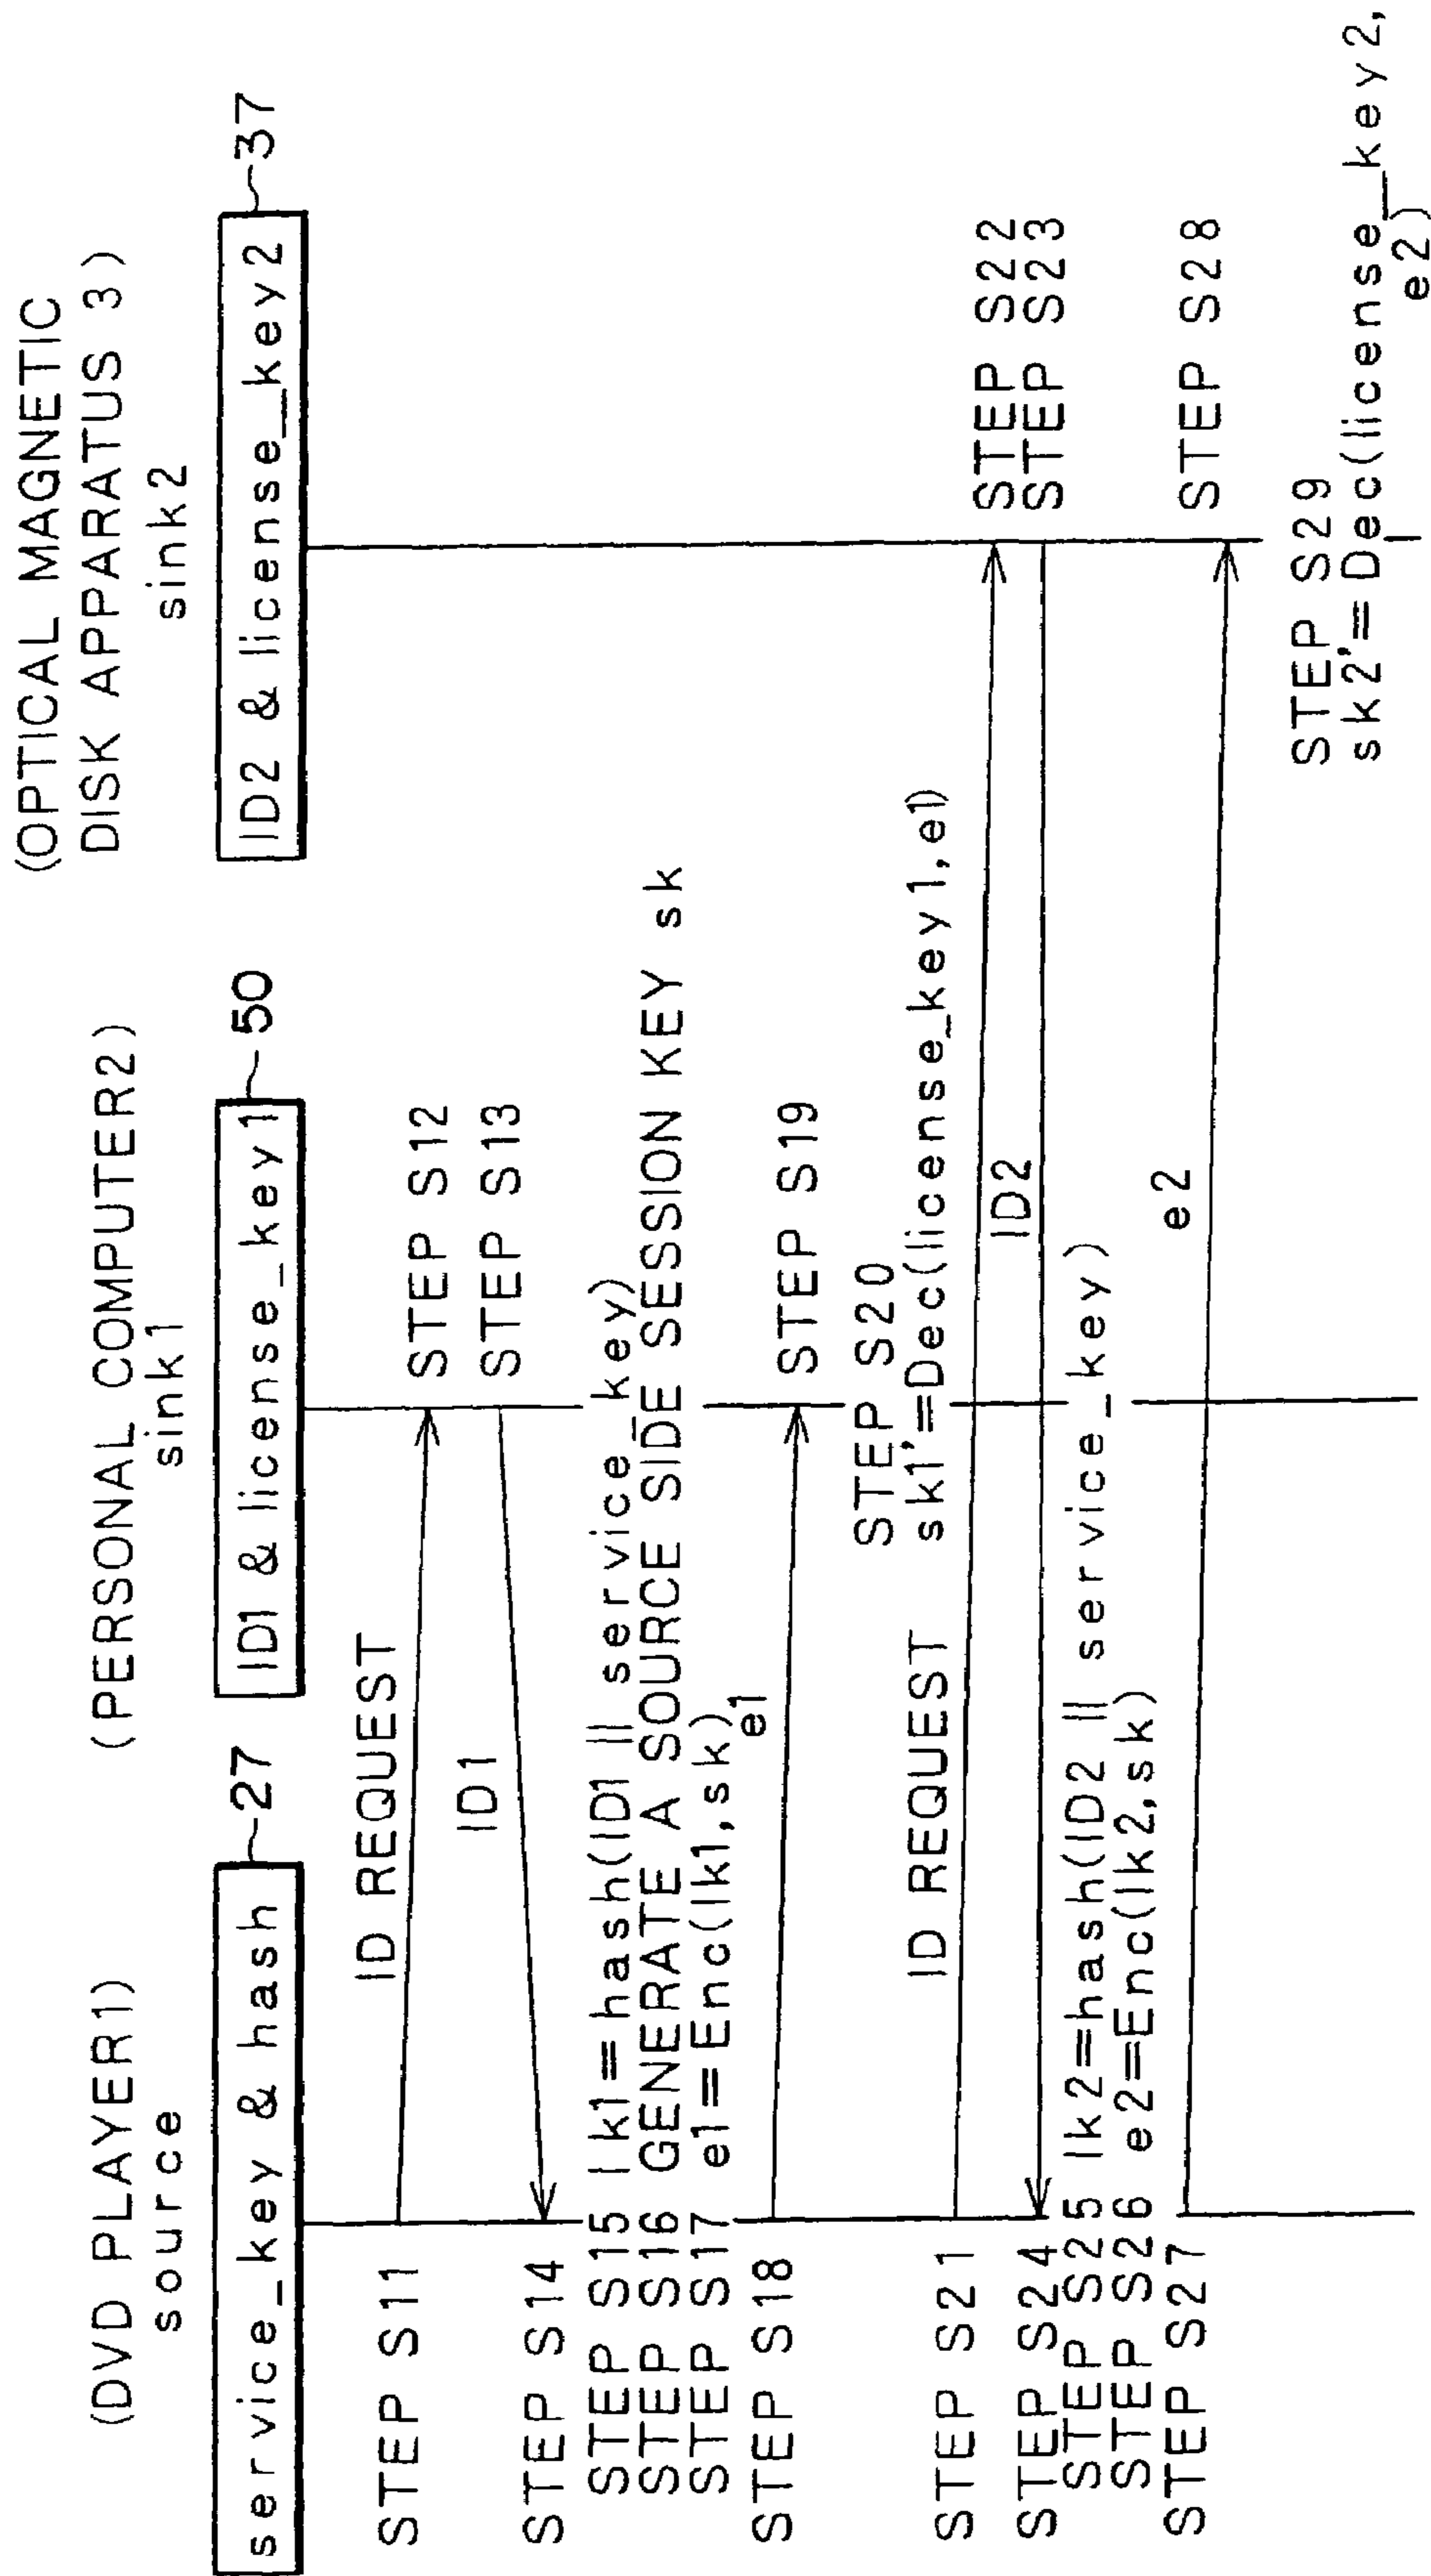 (DVD PLAYER1)
source
service_key & hash
27
(PERSONAL COMPUTER2)
sink1
ID1 & license_key1
50
(OPTICAL MAGNETIC
DISK APPARATUS 3)
sink2
ID2 & license_key2
37
STEP S11
ID REQUEST
STEP S12
STEP S13
ID1
STEP S14
STEP S15 lk1=hash(ID1 || service_key)
STEP S16 GENERATE A SOURCE SIDE SESSION KEY sk
STEP S17 e1=Enc(lk1,sk)
STEP S18
e1
STEP S19
STEP S20
sk1'=Dec(license_key1,e1)
STEP S21
ID REQUEST
STEP S22
STEP S23
ID2
STEP S24
STEP S25 lk2=hash(ID2 || service_key)
STEP S26 e2=Enc(lk2,sk)
STEP S27
e2
STEP S28
STEP S29
sk2'=Dec(license_key2,
e2)